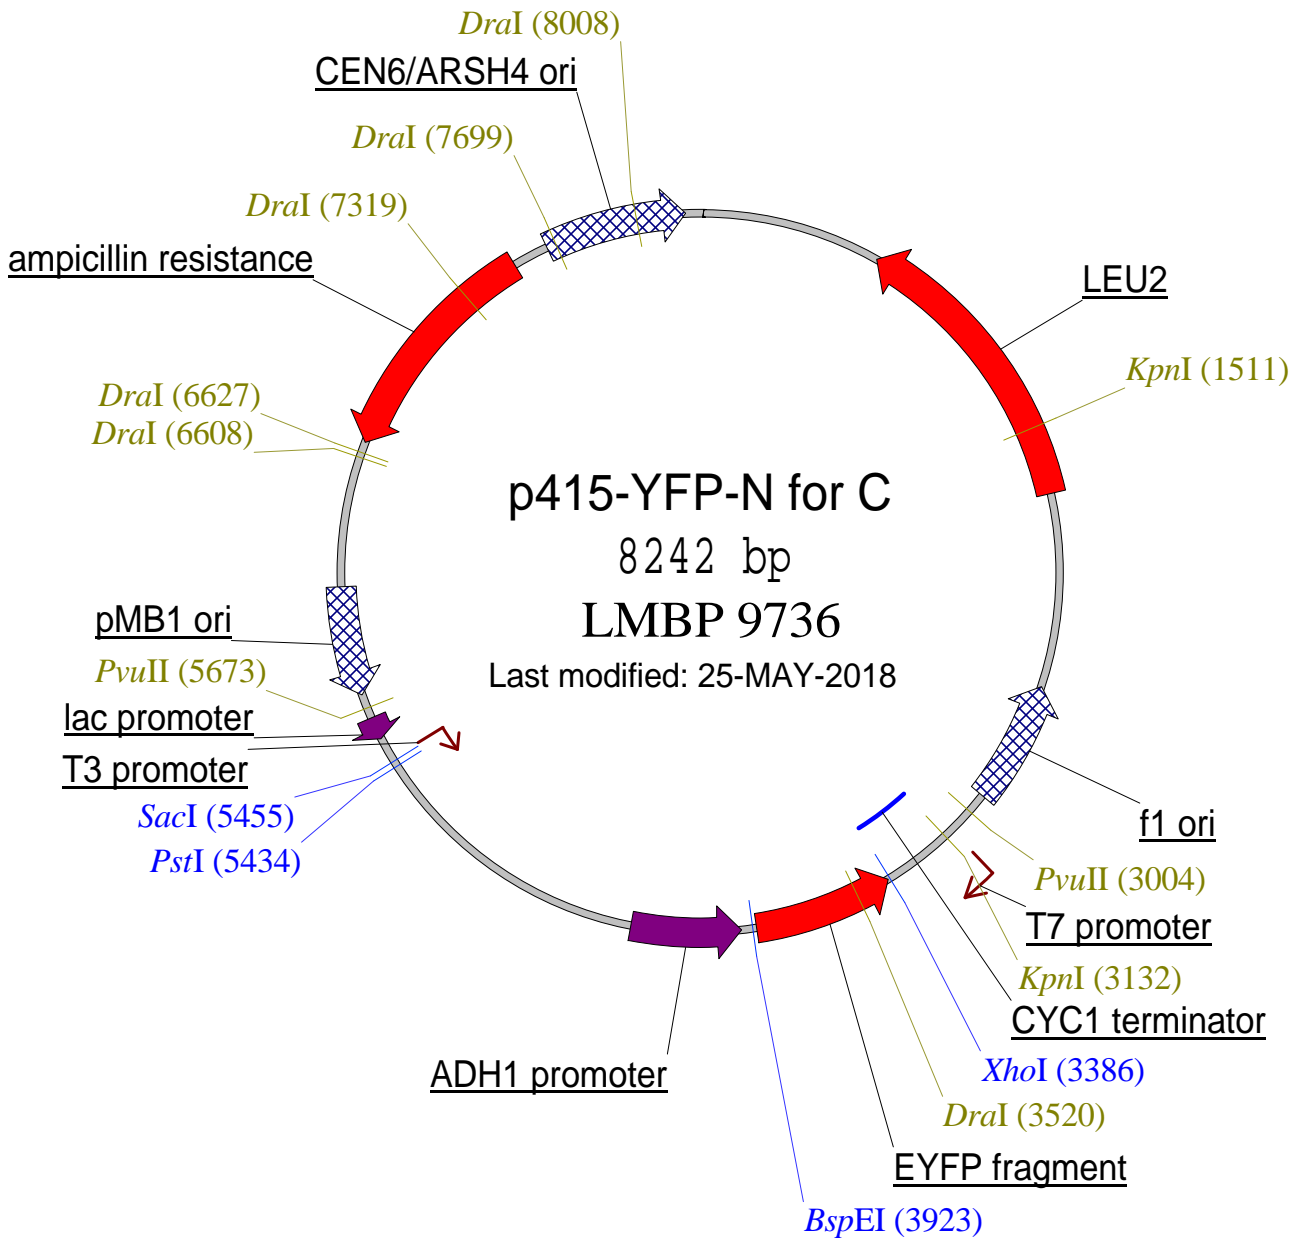 DraI (8008)
CEN6/ARSH4 ori
DraI (7699)
DraI (7319)
ampicillin resistance
LEU2
KpnI (1511)
DraI (6627)
DraI (6608)
p415-YFP-N for C
8242 bp
LMBP 9736
Last modified: 25-MAY-2018
pMB1 ori
PvuII (5673)
lac promoter
T3 promoter
SacI (5455)
PstI (5434)
f1 ori
PvuII (3004)
T7 promoter
KpnI (3132)
CYC1 terminator
XhoI (3386)
ADH1 promoter
DraI (3520)
EYFP fragment
BspEI (3923)